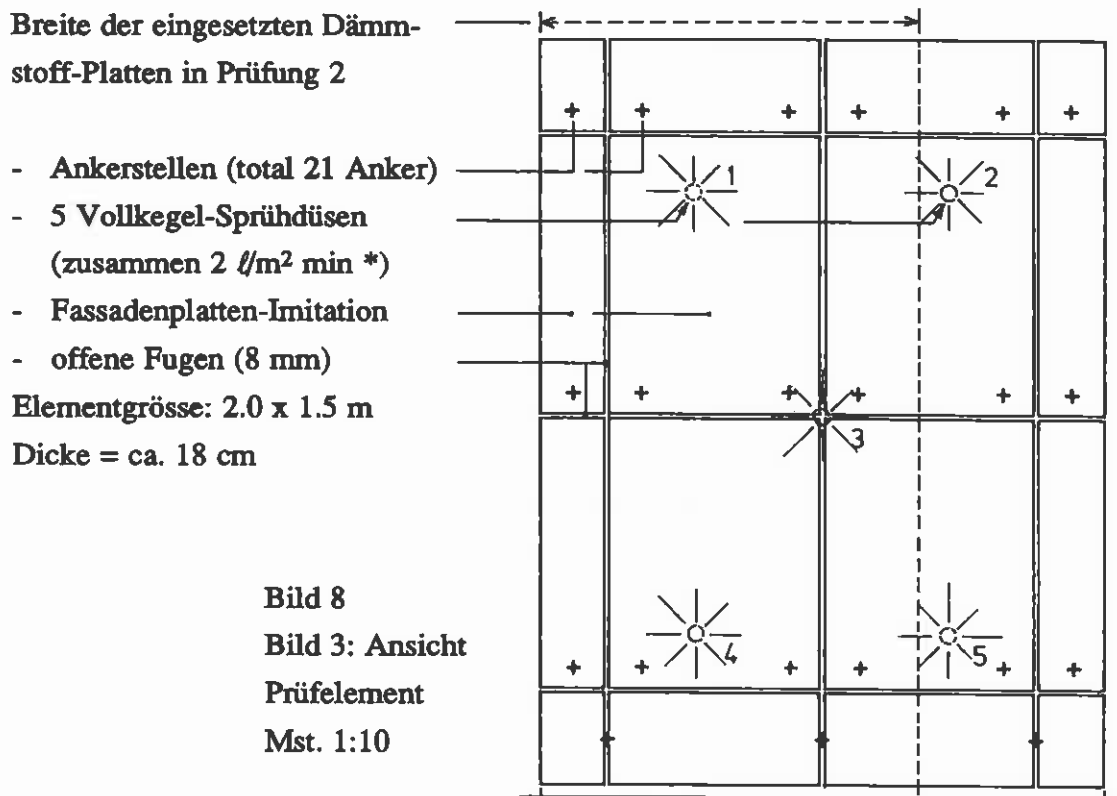 Breite der eingesetzten Dämm-
stoff-Platten in Prüfung 2
- Ankerstellen (total 21 Anker)
- 5 Vollkegel-Sprühdüsen
(zusammen 2 ℓ/m² min *)
- Fassadenplatten-Imitation
- offene Fugen (8 mm)
Elementgrösse: 2.0 x 1.5 m
Dicke = ca. 18 cm
Bild 8
Bild 3: Ansicht
Prüfelement
Mst. 1:10
1
2
3
4
5